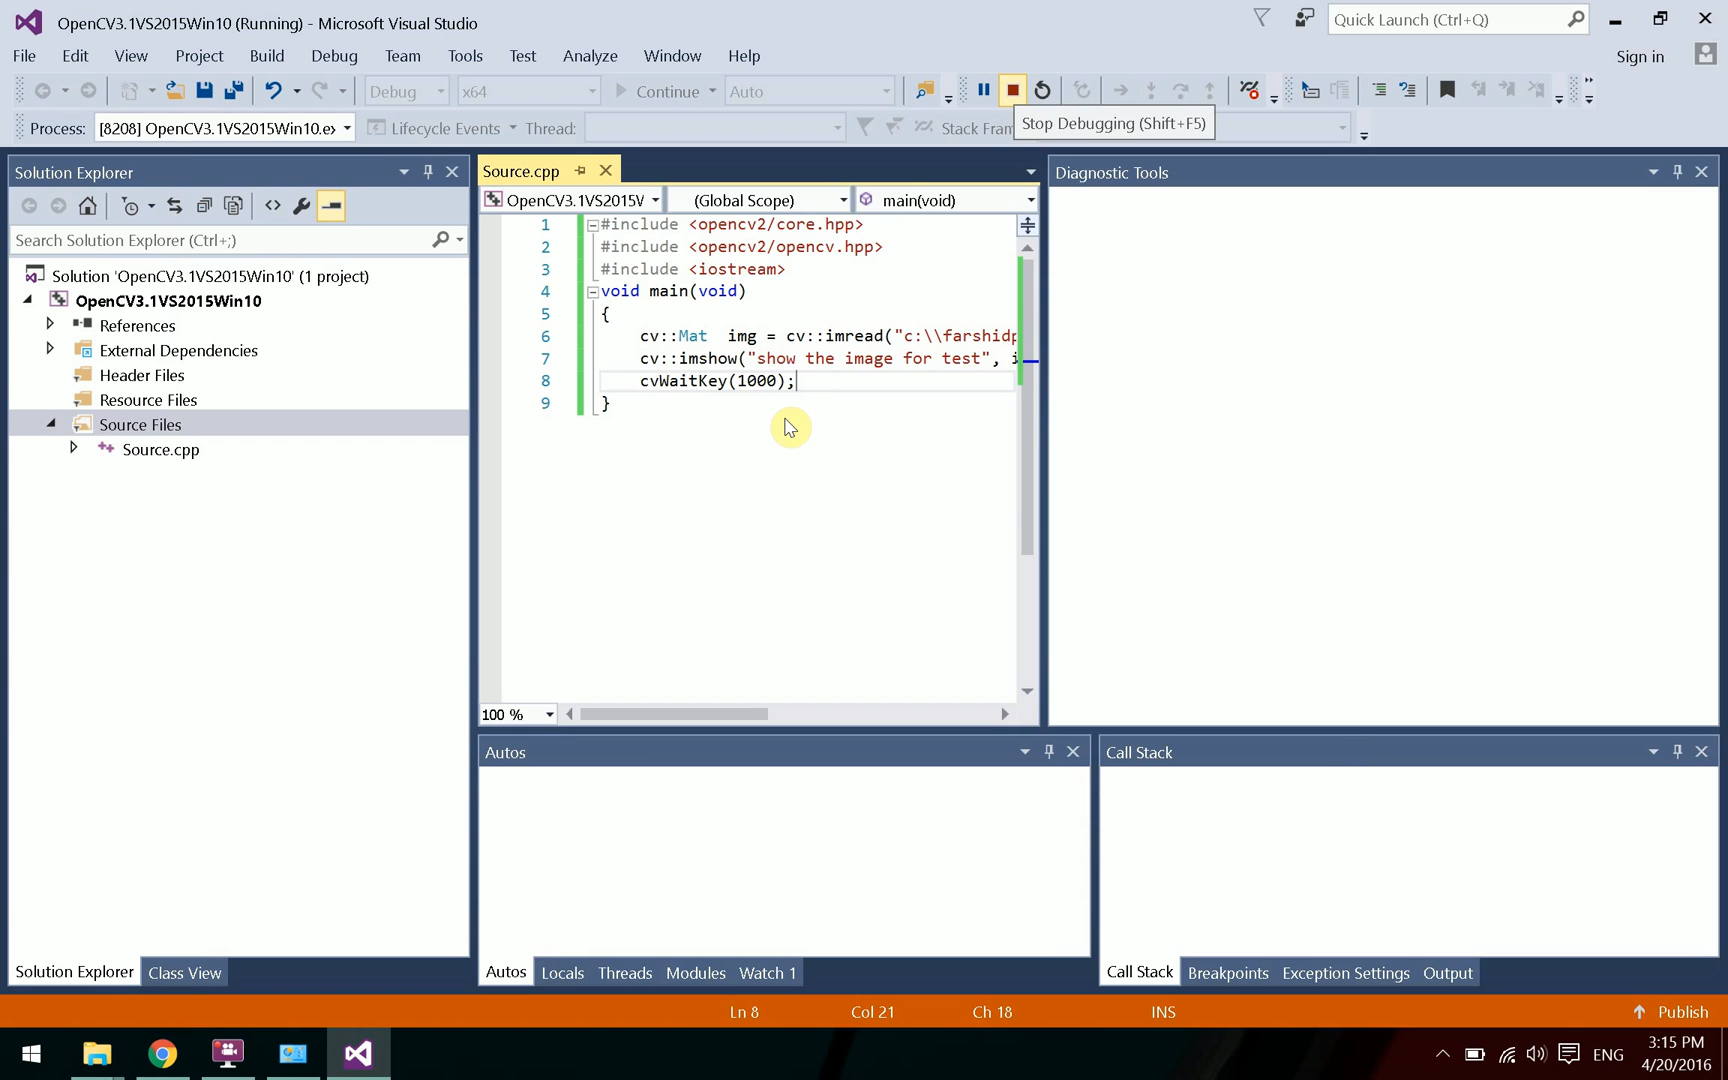 OpenCV3.1VS2015Win10 (Running) - Microsoft Visual Studio
Quick Launch (Ctrl+Q)
File Edit View Project Build Debug Team Tools Test Analyze Window Help
Sign in
Debug x64 Continue Auto
Process: [8208] OpenCV3.1VS2015Win10.ex Lifecycle Events Thread: Stack Fram
Stop Debugging (Shift+F5)
Solution Explorer
Search Solution Explorer (Ctrl+;)
Solution 'OpenCV3.1VS2015Win10' (1 project)
OpenCV3.1VS2015Win10
References
External Dependencies
Header Files
Resource Files
Source Files
Source.cpp
Solution Explorer Class View
Source.cpp
OpenCV3.1VS2015V (Global Scope) main(void)
1 #include <opencv2/core.hpp>
2 #include <opencv2/opencv.hpp>
3 #include <iostream>
4 void main(void)
5 {
6 cv::Mat img = cv::imread("c:\\farshidp
7 cv::imshow("show the image for test", i
8 cvWaitKey(1000);
9 }
100 %
Diagnostic Tools
Autos
Autos Locals Threads Modules Watch 1
Call Stack
Call Stack Breakpoints Exception Settings Output
Ln 8 Col 21 Ch 18 INS Publish
ENG
3:15 PM
4/20/2016